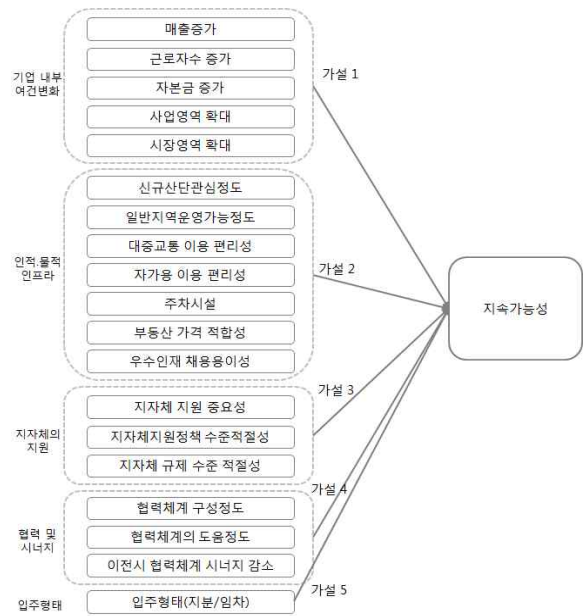 매출증가
근로자수 증가
자본금 증가
사업영역 확대
시장영역 확대
기업 내부
여건변화
가설 1
신규산단관심정도
일반지역운영가능정도
대중교통 이용 편리성
자가용 이용 편리성
주차시설
부동산 가격 적합성
우수인재 채용용이성
인적.물적
인프라
가설 2
지속가능성
지자체 지원 중요성
지자체지원정책 수준적절성
지자체 규제 수준 적절성
지자체의
지원
가설 3
협력체계 구성정도
협력체계의 도움정도
이전시 협력체계 시너지 감소
협력 및
시너지
가설 4
입주형태
입주형태(지분/임차)
가설 5